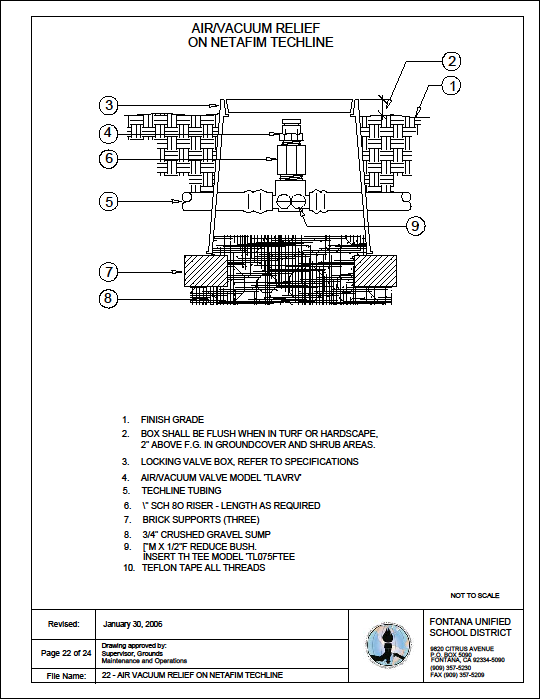 AIR/VACUUM RELIEF
ON NETAFIM TECHLINE
2
1
3
4
6
5
9
7
8
1. FINISH GRADE
2. BOX SHALL BE FLUSH WHEN IN TURF OR HARDSCAPE,
2" ABOVE F.G. IN GROUNDCOVER AND SHRUB AREAS.
3. LOCKING VALVE BOX, REFER TO SPECIFICATIONS
4. AIR/VACUUM VALVE MODEL 'TLAVRV'
5. TECHLINE TUBING
6. \" SCH 8O RISER - LENGTH AS REQUIRED
7. BRICK SUPPORTS (THREE)
8. 3/4" CRUSHED GRAVEL SUMP
9. ["M X 1/2"F REDUCE BUSH.
INSERT TH TEE MODEL 'TL075FTEE
10. TEFLON TAPE ALL THREADS
NOT TO SCALE
Revised: January 30, 2006
Page 22 of 24
Drawing approved by:
Supervisor, Grounds
Maintenance and Operations
File Name: 22 - AIR VACUUM RELIEF ON NETAFIM TECHLINE
FONTANA UNIFIED
SCHOOL DISTRICT
9820 CITRUS AVENUE
P.O. BOX 5090
FONTANA, CA 92334-5090
(909) 357-5230
FAX (909) 357-5209